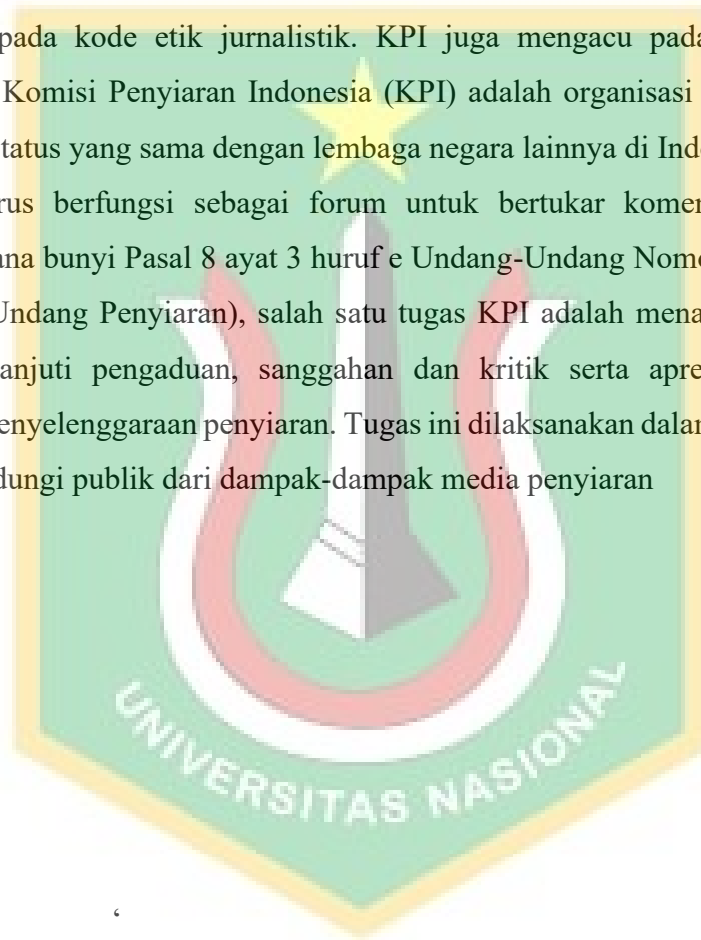 pada kode etik jurnalistik. KPI juga mengacu pada
Komisi Penyiaran Indonesia (KPI) adalah organisasi
tatus yang sama dengan lembaga negara lainnya di Inde
rus berfungsi sebagai forum untuk bertukar komen
ana bunyi Pasal 8 ayat 3 huruf e Undang-Undang Nomo
Undang Penyiaran), salah satu tugas KPI adalah mena
anjuti pengaduan, sanggahan dan kritik serta apre
enyelenggaraan penyiaran. Tugas ini dilaksanakan dalam
dungi publik dari dampak-dampak media penyiaran
UNIVERSITAS NASIONAL
‘